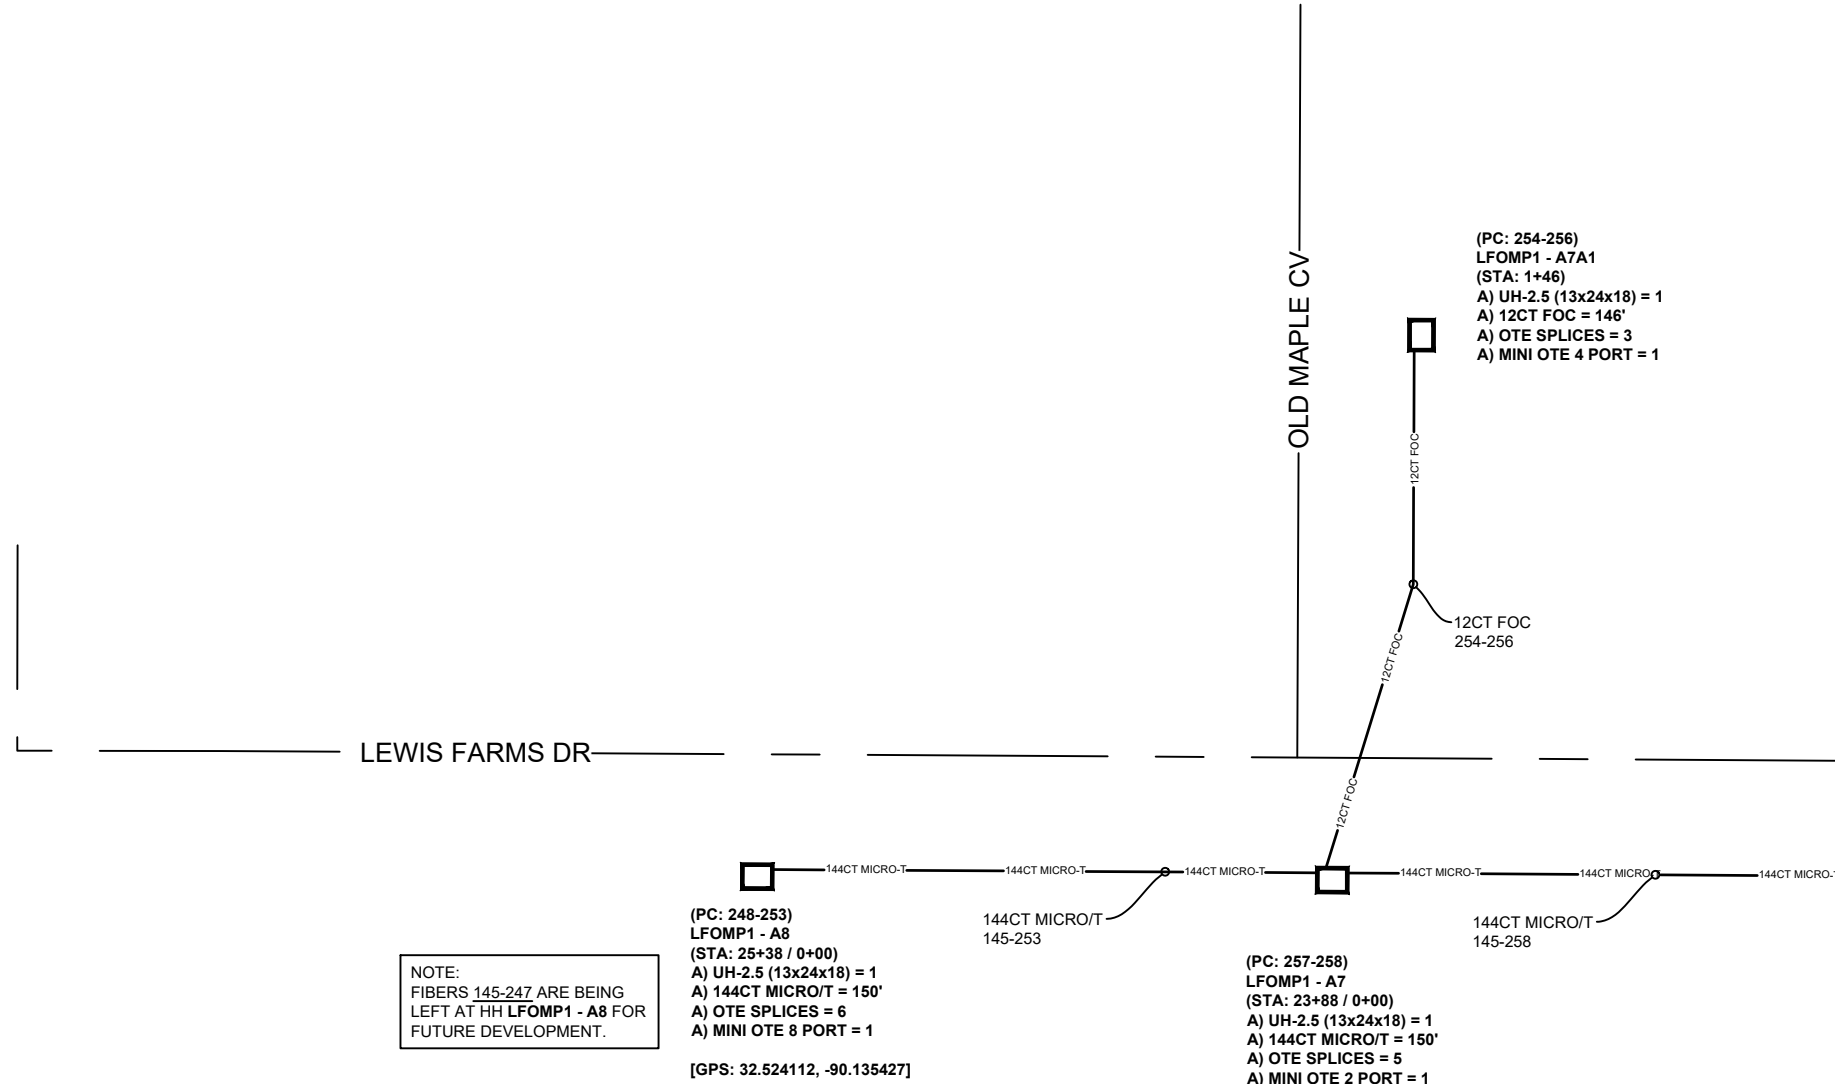 OLD MAPLE CV
(PC: 254-256)
LFOMP1 - A7A1
(STA: 1+46)
A) UH-2.5 (13x24x18) = 1
A) 12CT FOC = 146'
A) OTE SPLICES = 3
A) MINI OTE 4 PORT = 1
12CT FOC
12CT FOC
254-256
12CT FOC
LEWIS FARMS DR
12CT FOC
144CT MICRO-T
144CT MICRO-T
144CT MICRO-T
144CT MICRO-T
144CT MICRO-T
144CT MICRO-T
144CT MICRO/T
145-253
144CT MICRO/T
145-258
(PC: 248-253)
LFOMP1 - A8
(STA: 25+38 / 0+00)
A) UH-2.5 (13x24x18) = 1
A) 144CT MICRO/T = 150'
A) OTE SPLICES = 6
A) MINI OTE 8 PORT = 1
[GPS: 32.524112, -90.135427]
NOTE:
FIBERS 145-247 ARE BEING
LEFT AT HH LFOMP1 - A8 FOR
FUTURE DEVELOPMENT.
(PC: 257-258)
LFOMP1 - A7
(STA: 23+88 / 0+00)
A) UH-2.5 (13x24x18) = 1
A) 144CT MICRO/T = 150'
A) OTE SPLICES = 5
A) MINI OTE 2 PORT = 1